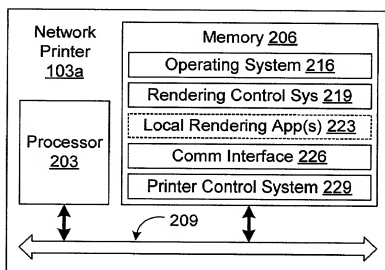 Network
Printer
103a
Processor
203
Memory 206
Operating System 216
Rendering Control Sys 219
Local Rendering App(s) 223
Comm Interface 226
Printer Control System 229
209